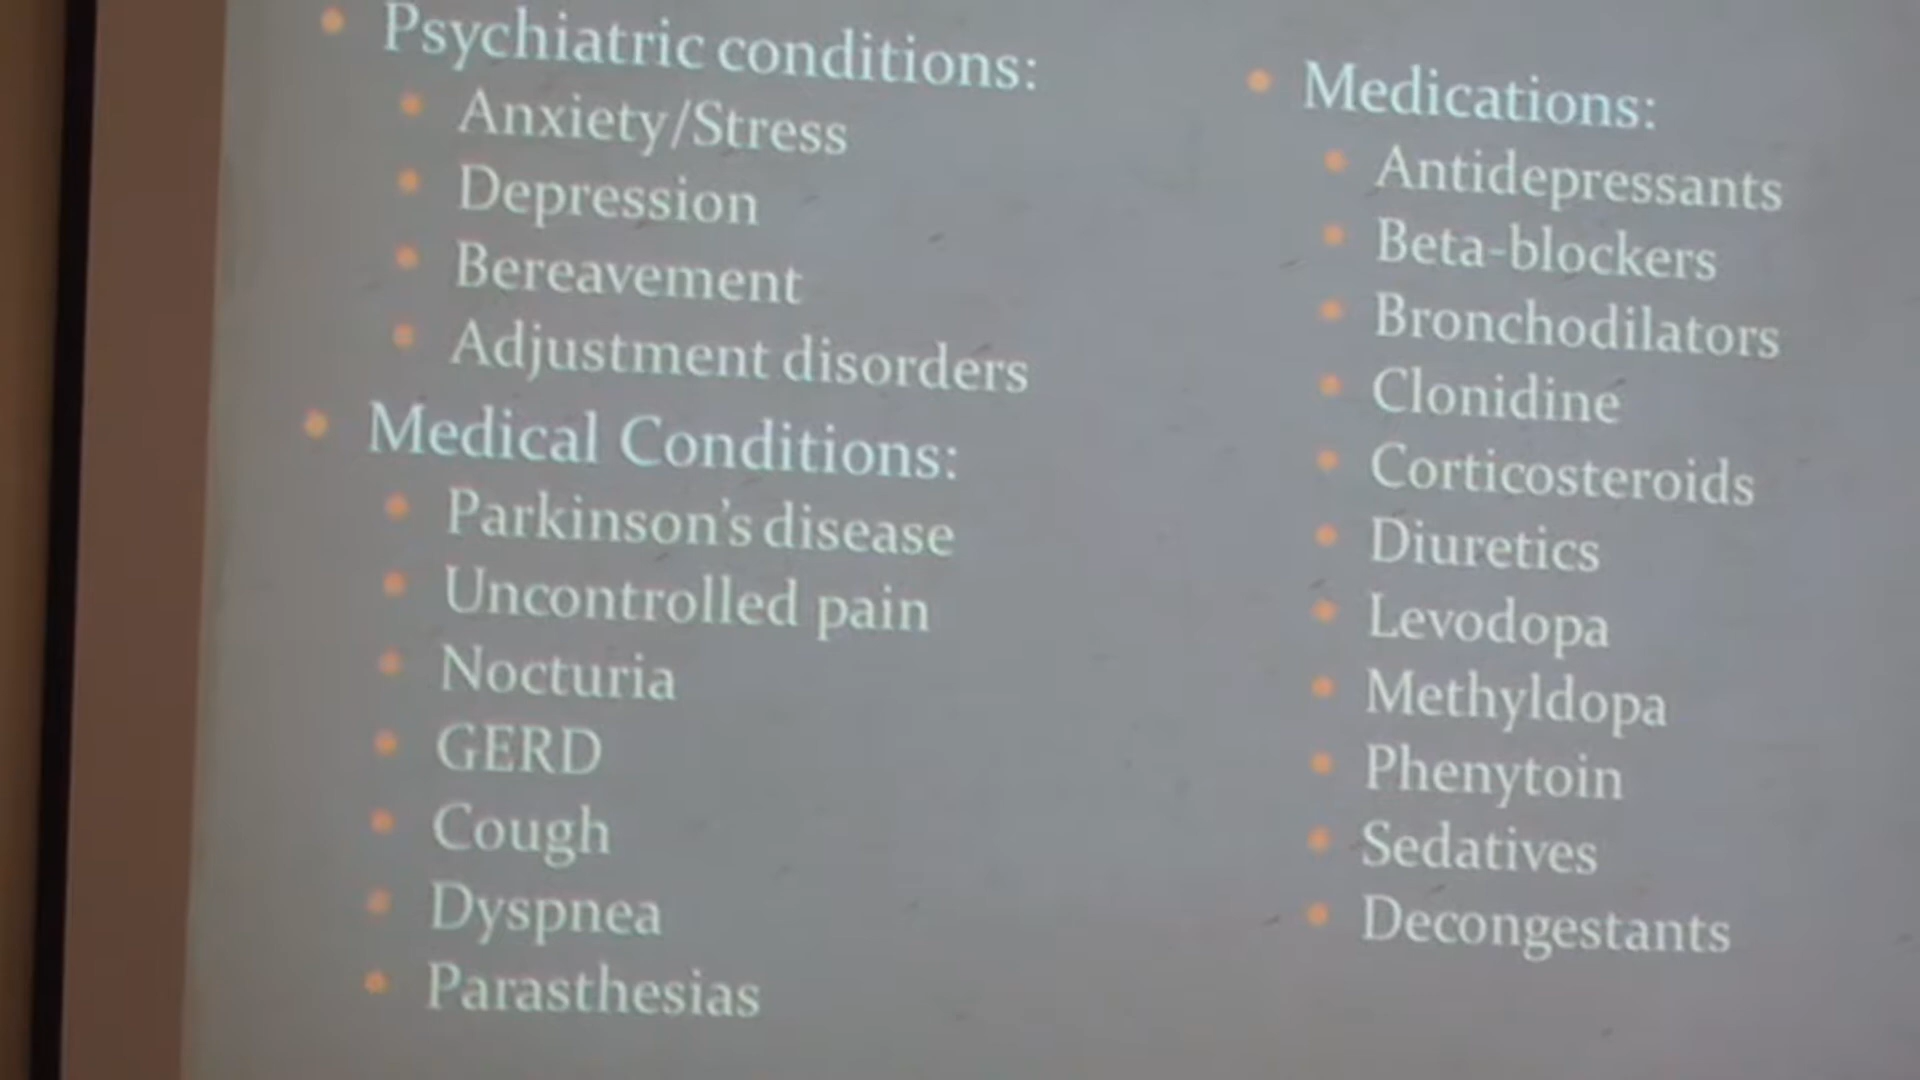 Psychiatric conditions:
Anxiety/Stress
Depression
Bereavement
Adjustment disorders
Medical Conditions:
Parkinson's disease
Uncontrolled pain
Nocturia
GERD
Cough
Dyspnea
Parasthesias
Medications:
Antidepressants
Beta-blockers
Bronchodilators
Clonidine
Corticosteroids
Diuretics
Levodopa
Methyldopa
Phenytoin
Sedatives
Decongestants